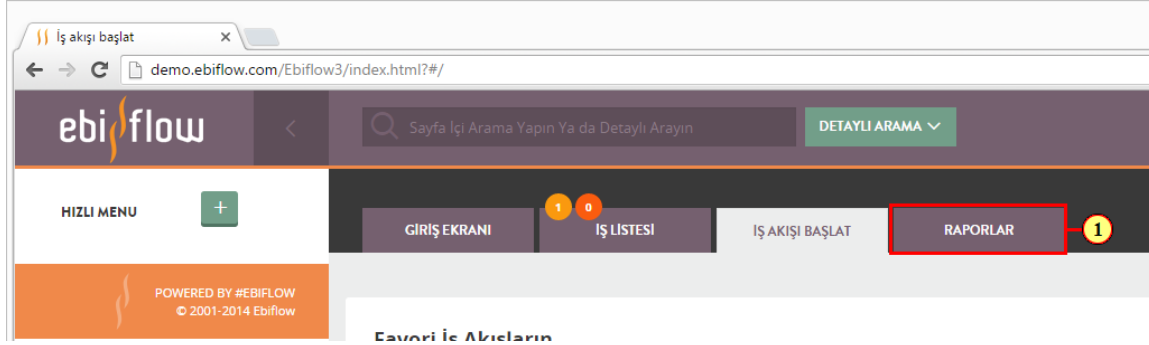 İş akışı başlat
demo.ebiflow.com/Ebiflow3/index.html?#/
ebiflow
Sayfa İçi Arama Yapın Ya da Detaylı Arayın
DETAYLI ARAMA
HIZLI MENU
+
1 0
GİRİŞ EKRANI İŞ LİSTESİ İŞ AKIŞI BAŞLAT RAPORLAR 1
POWERED BY #EBIFLOW
© 2001-2014 Ebiflow
Favori İş Akışların